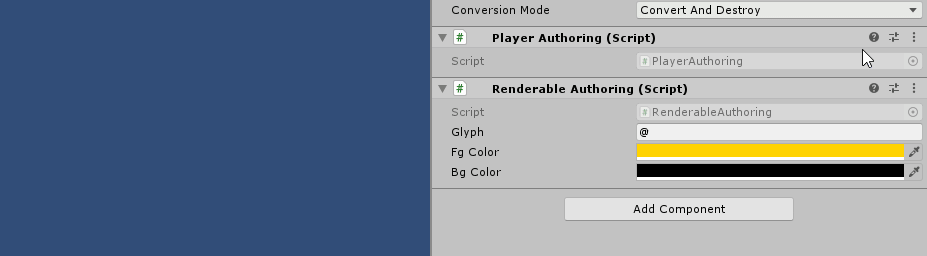 Conversion Mode Convert And Destroy
# Player Authoring (Script)
Script # PlayerAuthoring
# Renderable Authoring (Script)
Script # RenderableAuthoring
Glyph @
Fg Color
Bg Color
Add Component